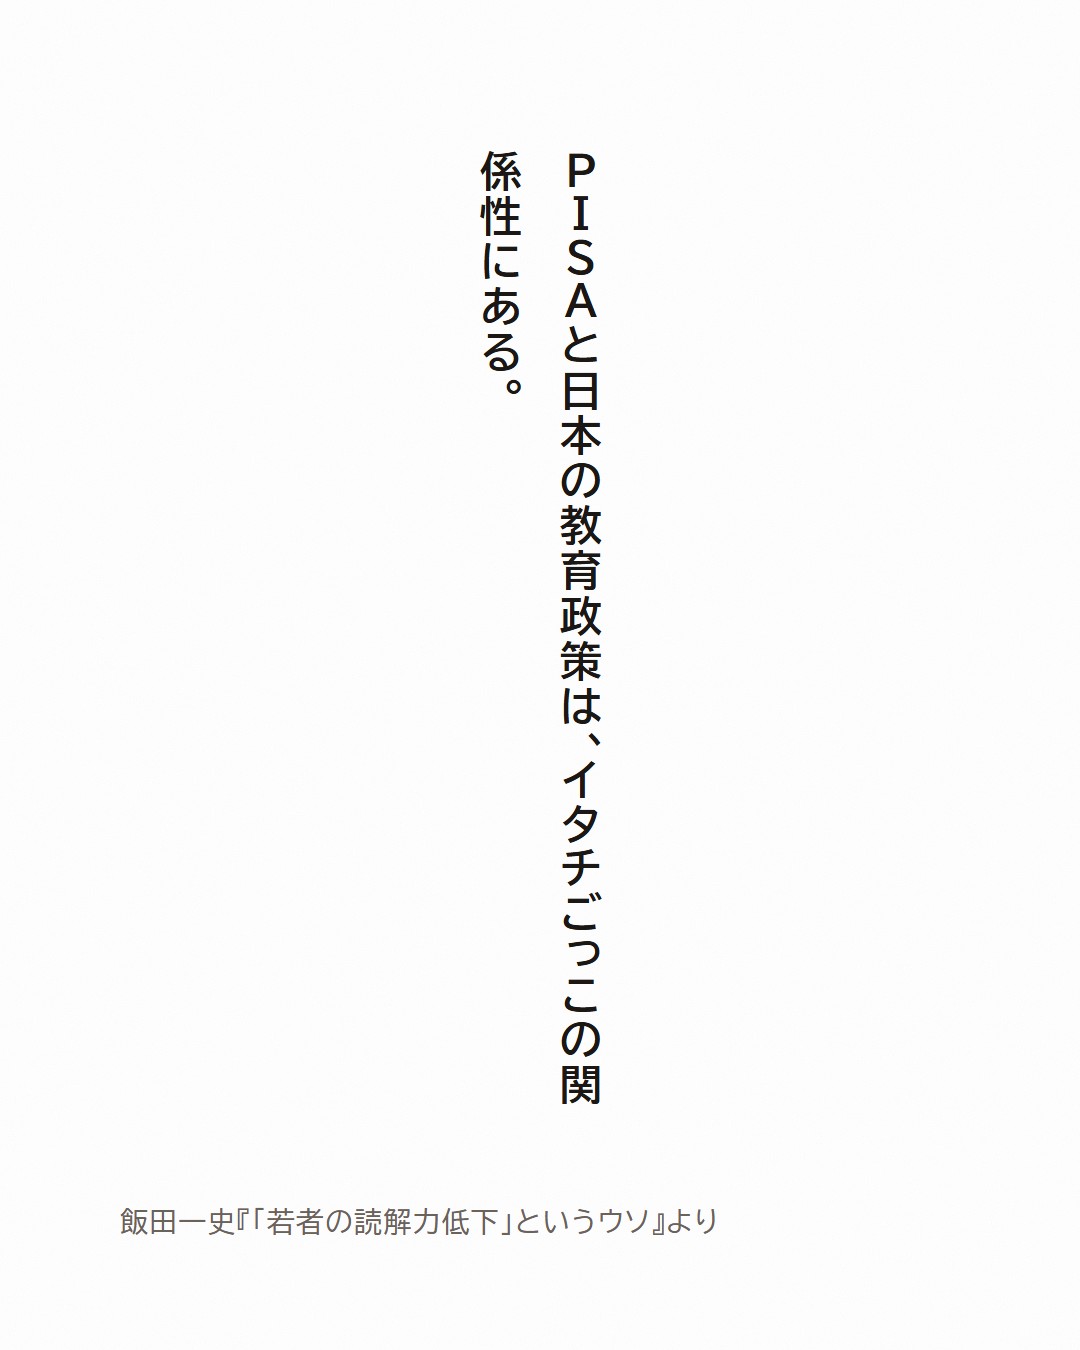 ＰＩＳＡと日本の教育政策は、イタチごっこの関
係性にある。
飯田一史『「若者の読解力低下」というウソ』より